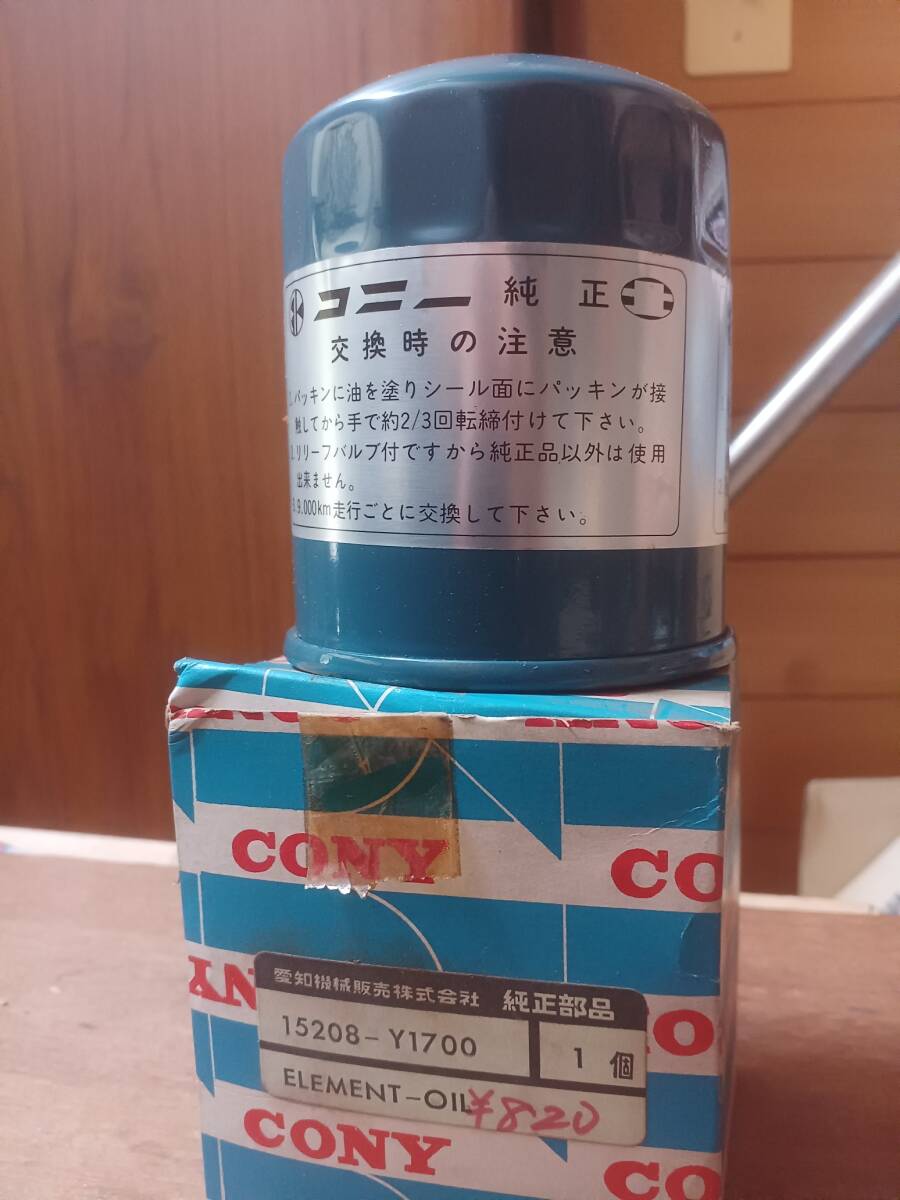 コニー 純正
交換時の注意
1.パッキンに油を塗りシール面にパッキンが接
触してから手で約2/3回転締付けて下さい。
2.リリーフバルブ付ですから純正品以外は使用
出来ません。
3.9.000km走行ごとに交換して下さい。
CONY
CO
NY
CONY
愛知機械販売株式会社 純正部品
15208-Y1700 1個
ELEMENT-OIL ¥820